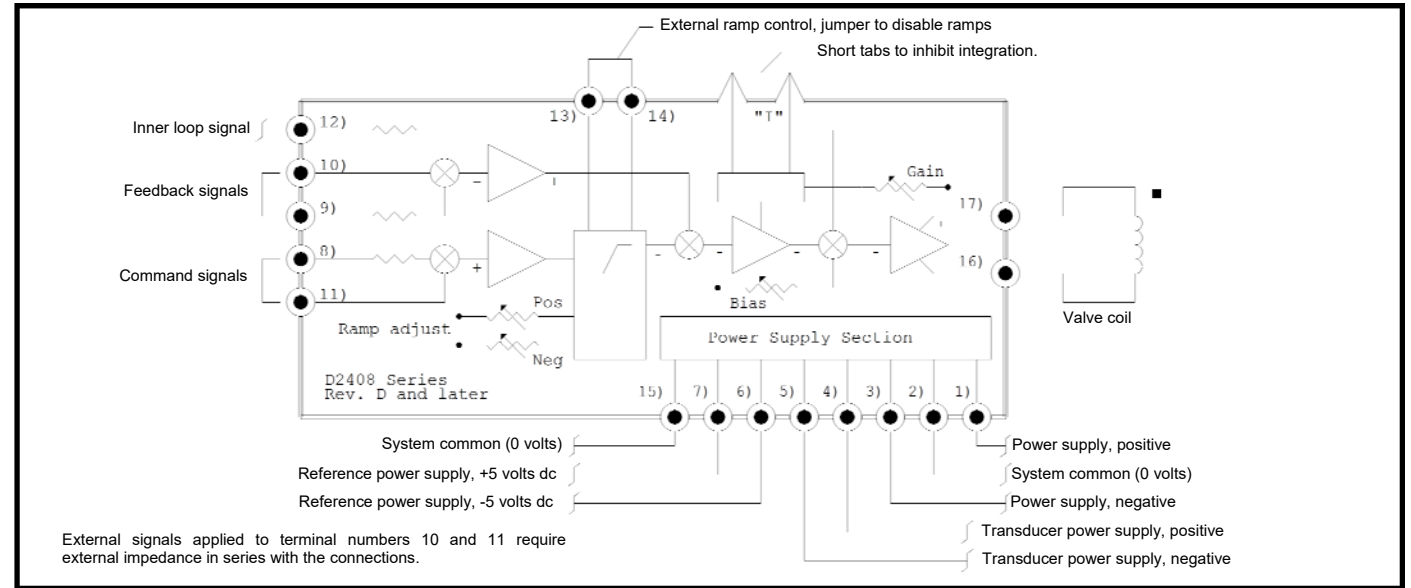 External ramp control, jumper to disable ramps
Short tabs to inhibit integration.
Inner loop signal
12)
13)
14)
"I"
10)
Feedback signals
Gain
9)
17)
8)
16)
Command signals
11)
Pos
Bias
Ramp adjust
Valve coil
Neg
Power Supply Section
D2408 Series
Rev. D and later
15)
7)
6)
5)
4)
3)
2)
1)
System common (0 volts)
Power supply, positive
Reference power supply, +5 volts dc
System common (0 volts)
Reference power supply, -5 volts dc
Power supply, negative
Transducer power supply, positive
External signals applied to terminal numbers 10 and 11 require
external impedance in series with the connections.
Transducer power supply, negative